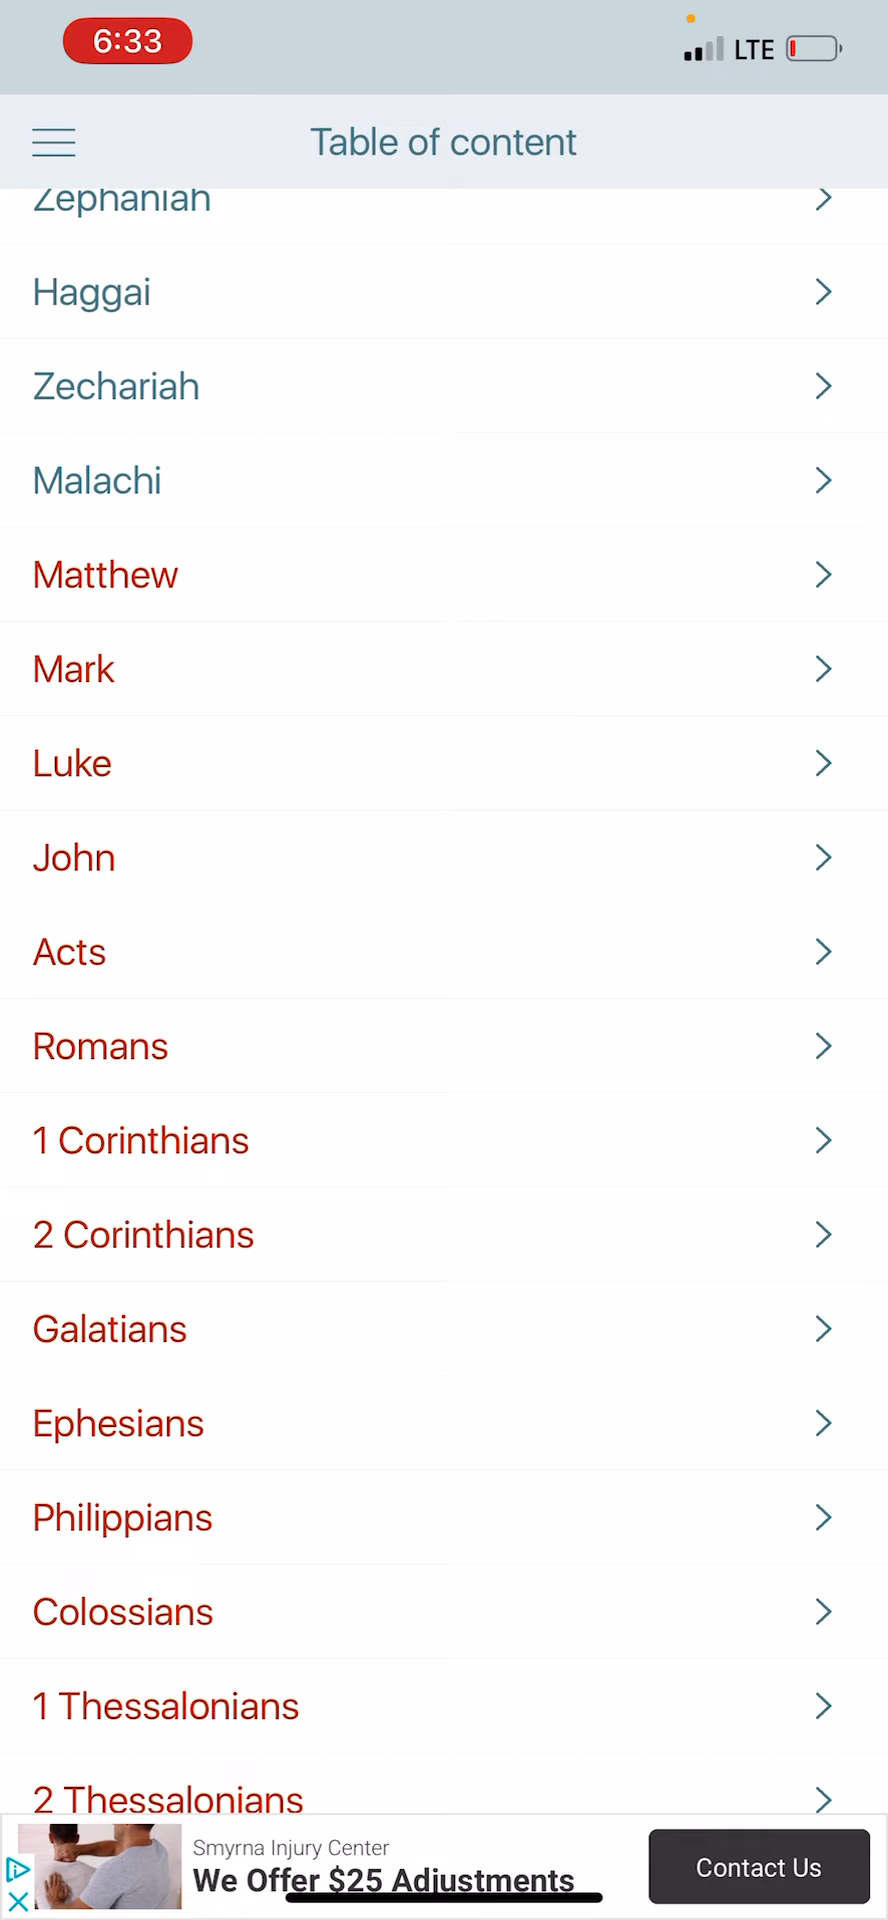 6:33
LTE
Table of content
Zephaniah
Haggai
Zechariah
Malachi
Matthew
Mark
Luke
John
Acts
Romans
1 Corinthians
2 Corinthians
Galatians
Ephesians
Philippians
Colossians
1 Thessalonians
2 Thessalonians
Smyrna Injury Center
We Offer $25 Adjustments
Contact Us